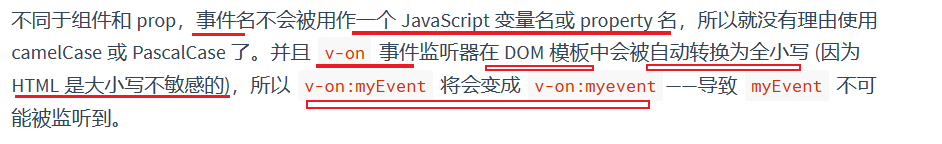 不同于组件和 prop，事件名不会被用作一个 JavaScript 变量名或 property 名，所以就没有理由使用
camelCase 或 PascalCase 了。并且 v-on 事件监听器在 DOM 模板中会被自动转换为全小写 (因为
HTML 是大小写不敏感的)，所以 v-on:myEvent 将会变成 v-on:myevent——导致 myEvent 不可
能被监听到。